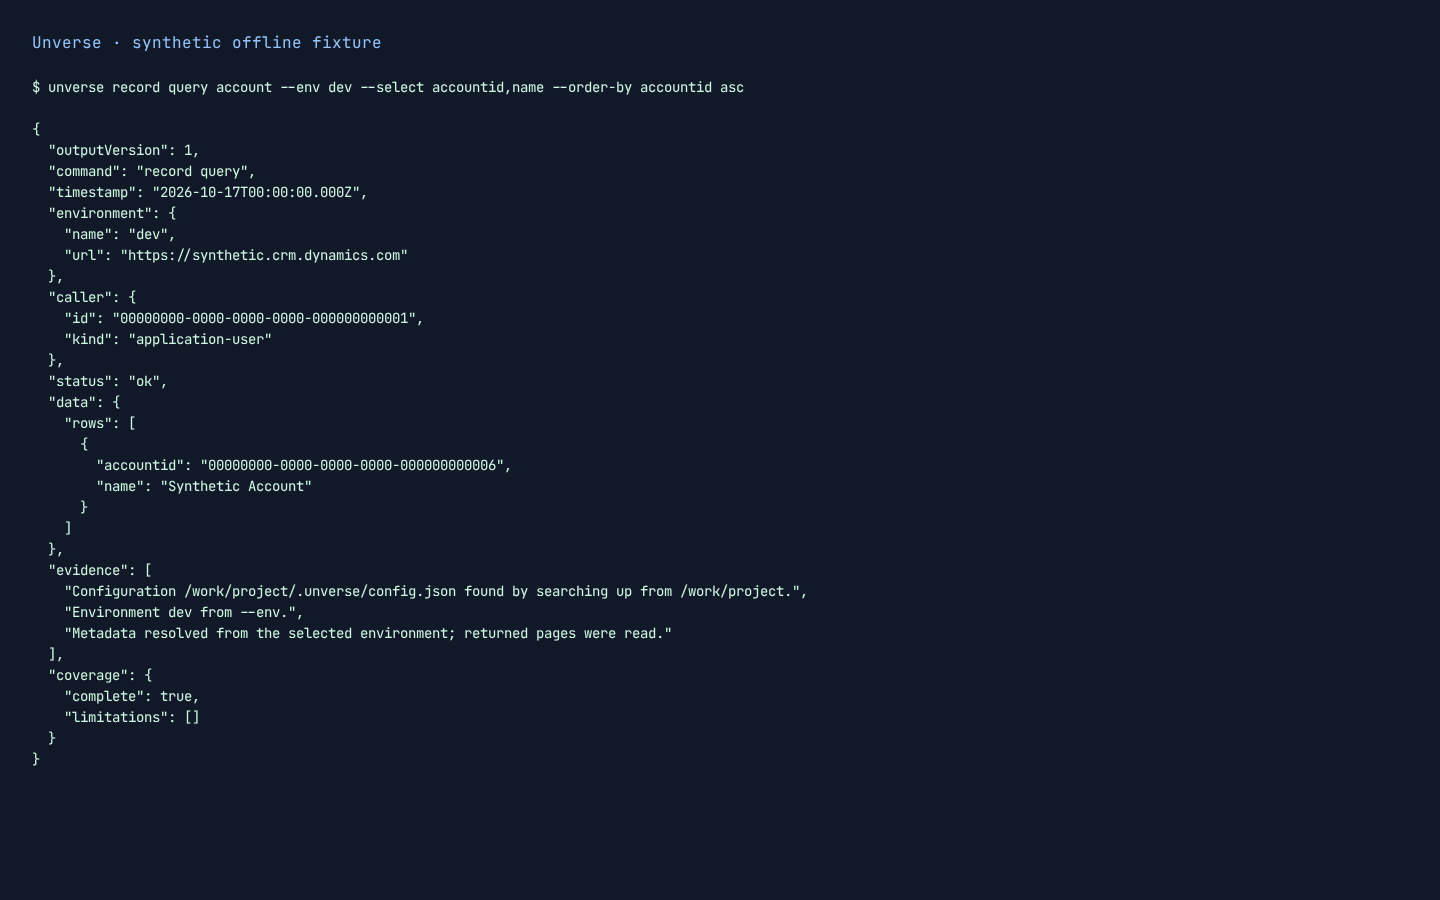 Unverse · synthetic offline fixture
$ unverse record query account --env dev --select accountid,name --order-by accountid asc
{
  "outputVersion": 1,
  "command": "record query",
  "timestamp": "2026-10-17T00:00:00.000Z",
  "environment": {
    "name": "dev",
    "url": "https://synthetic.crm.dynamics.com"
  },
  "caller": {
    "id": "00000000-0000-0000-0000-000000000001",
    "kind": "application-user"
  },
  "status": "ok",
  "data": {
    "rows": [
      {
        "accountid": "00000000-0000-0000-0000-000000000006",
        "name": "Synthetic Account"
      }
    ]
  },
  "evidence": [
    "Configuration /work/project/.unverse/config.json found by searching up from /work/project.",
    "Environment dev from --env.",
    "Metadata resolved from the selected environment; returned pages were read."
  ],
  "coverage": {
    "complete": true,
    "limitations": []
  }
}